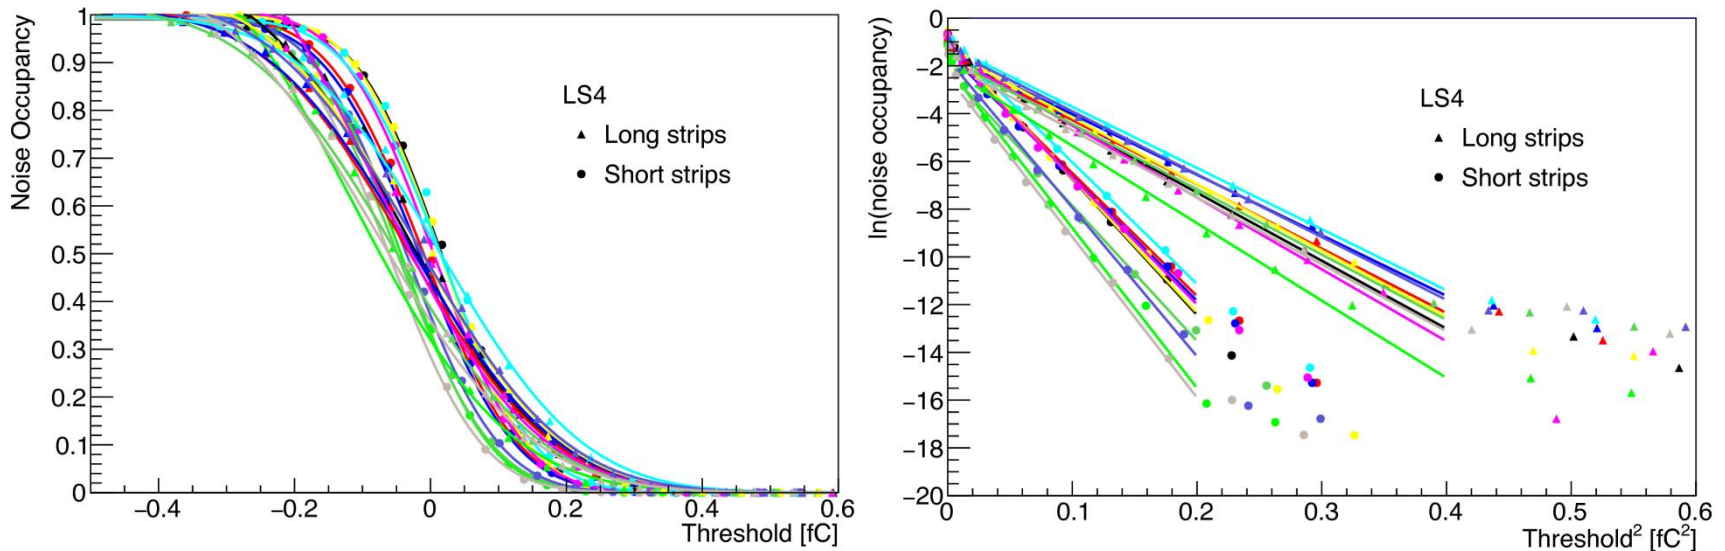 Noise Occupancy
1
0.9
0.8
0.7
0.6
0.5
0.4
0.3
0.2
0.1
0
LS4
Long strips
Short strips
−0.4 −0.2 0 0.2 0.4 0.6
Threshold [fC]
ln(noise occupancy)
0
−2
−4
−6
−8
−10
−12
−14
−16
−18
−20
LS4
Long strips
Short strips
0 0.1 0.2 0.3 0.4 0.5 0.6
Threshold² [fC²]